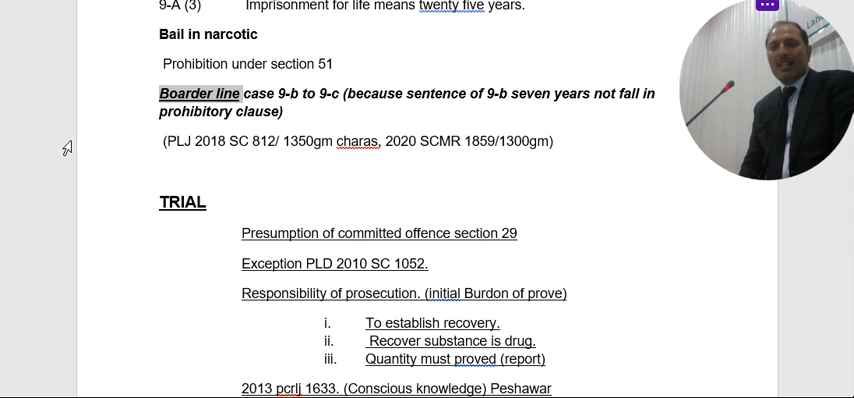 9-A (3) Imprisonment for life means twenty five years.
Bail in narcotic
Prohibition under section 51
Boarder line case 9-b to 9-c (because sentence of 9-b seven years not fall in
prohibitory clause)
(PLJ 2018 SC 812/ 1350gm charas, 2020 SCMR 1859/1300gm)
TRIAL
Presumption of committed offence section 29
Exception PLD 2010 SC 1052.
Responsibility of prosecution. (initial Burdon of prove)
i. To establish recovery.
ii. Recover substance is drug.
iii. Quantity must proved (report)
2013 pcrlj 1633. (Conscious knowledge) Peshawar